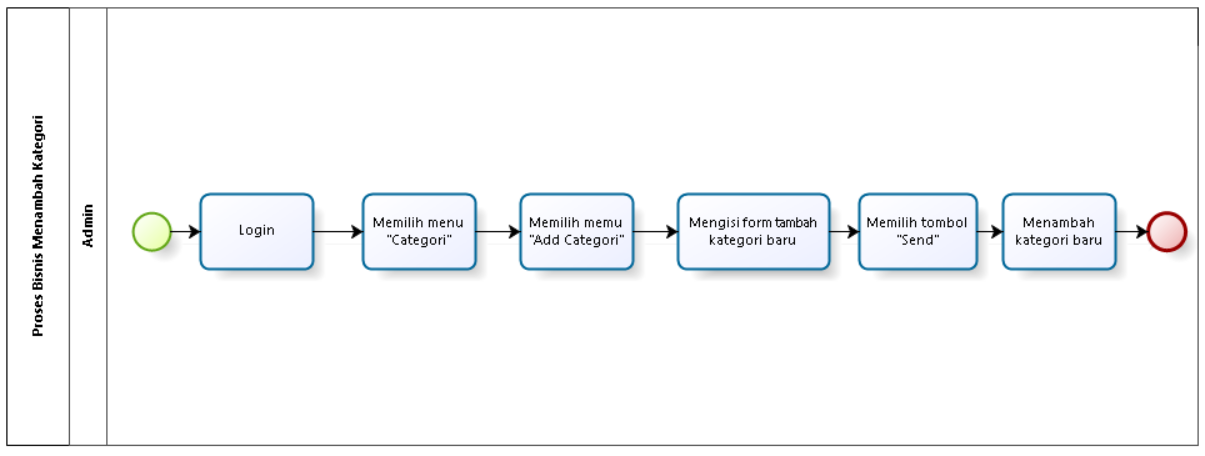 Proses Bisnis Menambah Kategori
Admin
Login
Memilih menu
"Categori"
Memilih memu
"Add Categori"
Mengisi form tambah
kategori baru
Memilih tombol
"Send"
Menambah
kategori baru